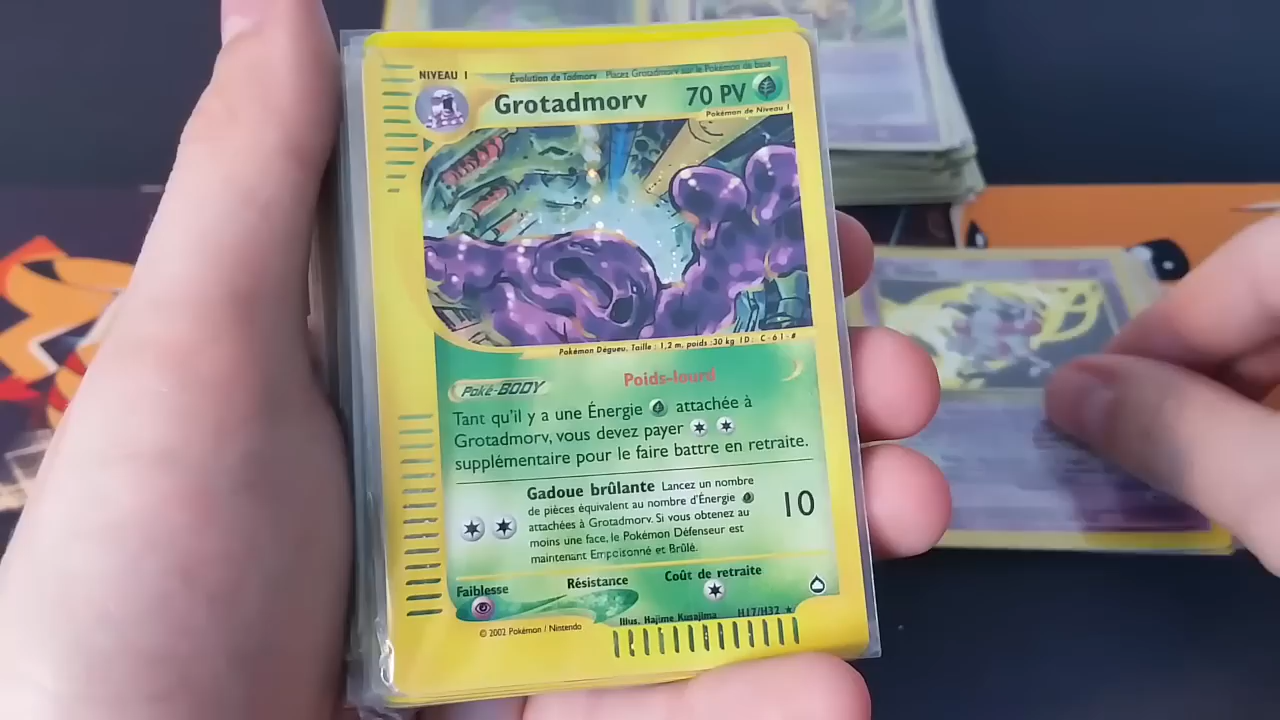 NIVEAU 1
Évolution de Tadmorv Placez Grotadmorv sur le Pokémon de base
Grotadmorv 70 PV
Pokémon de Niveau 1
Pokémon Dégueu. Taille : 1,2 m, poids :30 kg ID: C-61-#
Poké-BODY Poids-lourd
Tant qu'il y a une Énergie attachée à
Grotadmorv, vous devez payer
supplémentaire pour le faire battre en retraite.
Gadoue brûlante Lancez un nombre
de pièces équivalent au nombre d'Énergie
attachées à Grotadmorv. Si vous obtenez au
moins une face, le Pokémon Défenseur est
maintenant Empoisonné et Brûlé.
10
Faiblesse Résistance Coût de retraite
Illus. Hajime Kusajima H17/H32
© 2002 Pokémon / Nintendo